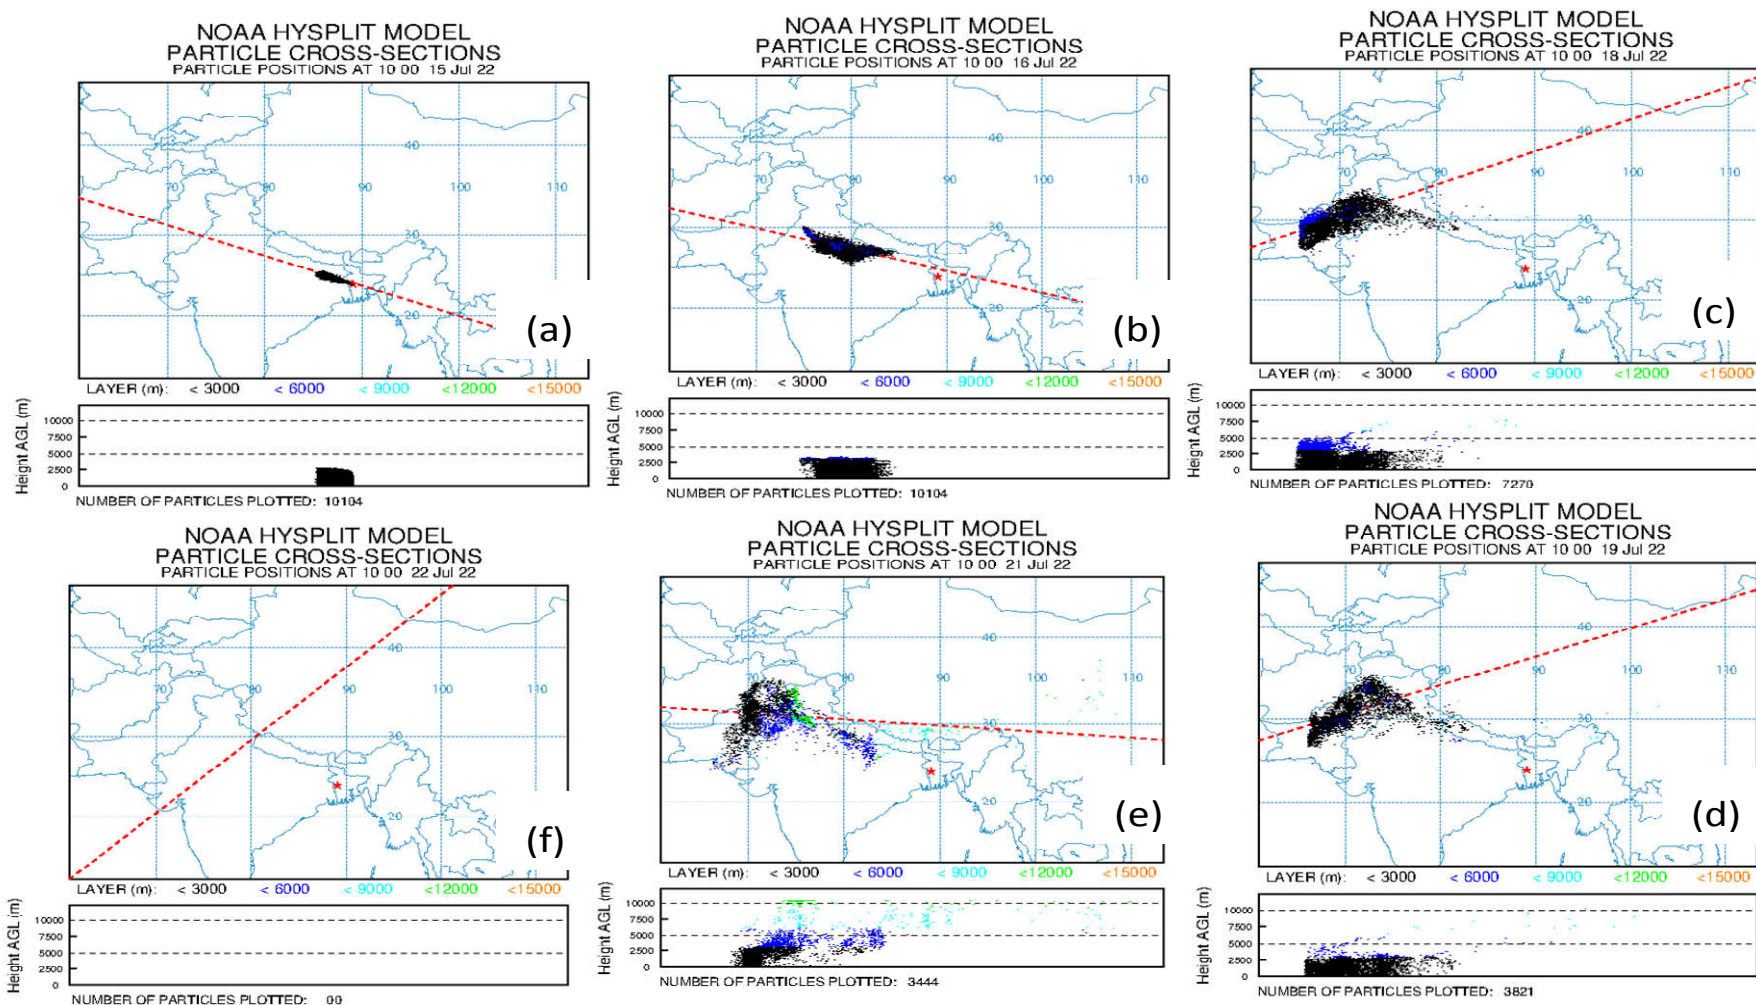 NOAA HYSPLIT MODEL
PARTICLE CROSS-SECTIONS
PARTICLE POSITIONS AT 10 00 15 Jul 22
40
70
80
90
100
110
30
20
(a)
LAYER (m): < 3000 < 6000 < 9000 <12000 <15000
Height AGL (m)
10000
7500
5000
2500
0
NUMBER OF PARTICLES PLOTTED: 10104
NOAA HYSPLIT MODEL
PARTICLE CROSS-SECTIONS
PARTICLE POSITIONS AT 10 00 16 Jul 22
40
70
80
90
100
110
30
20
(b)
LAYER (m): < 3000 < 6000 < 9000 <12000 <15000
Height AGL (m)
10000
7500
5000
2500
0
NUMBER OF PARTICLES PLOTTED: 10104
NOAA HYSPLIT MODEL
PARTICLE CROSS-SECTIONS
PARTICLE POSITIONS AT 10 00 18 Jul 22
40
70
80
90
100
110
30
20
(c)
LAYER (m): < 3000 < 6000 < 9000 <12000 <15000
Height AGL (m)
10000
7500
5000
2500
0
NUMBER OF PARTICLES PLOTTED: 7270
NOAA HYSPLIT MODEL
PARTICLE CROSS-SECTIONS
PARTICLE POSITIONS AT 10 00 22 Jul 22
40
70
80
90
100
110
30
20
(f)
LAYER (m): < 3000 < 6000 < 9000 <12000 <15000
Height AGL (m)
10000
7500
5000
2500
0
NUMBER OF PARTICLES PLOTTED: 00
NOAA HYSPLIT MODEL
PARTICLE CROSS-SECTIONS
PARTICLE POSITIONS AT 10 00 21 Jul 22
40
70
80
90
100
110
30
20
(e)
LAYER (m): < 3000 < 6000 < 9000 <12000 <15000
Height AGL (m)
10000
7500
5000
2500
0
NUMBER OF PARTICLES PLOTTED: 3444
NOAA HYSPLIT MODEL
PARTICLE CROSS-SECTIONS
PARTICLE POSITIONS AT 10 00 19 Jul 22
40
70
80
90
100
110
30
20
(d)
LAYER (m): < 3000 < 6000 < 9000 <12000 <15000
Height AGL (m)
10000
7500
5000
2500
0
NUMBER OF PARTICLES PLOTTED: 3821